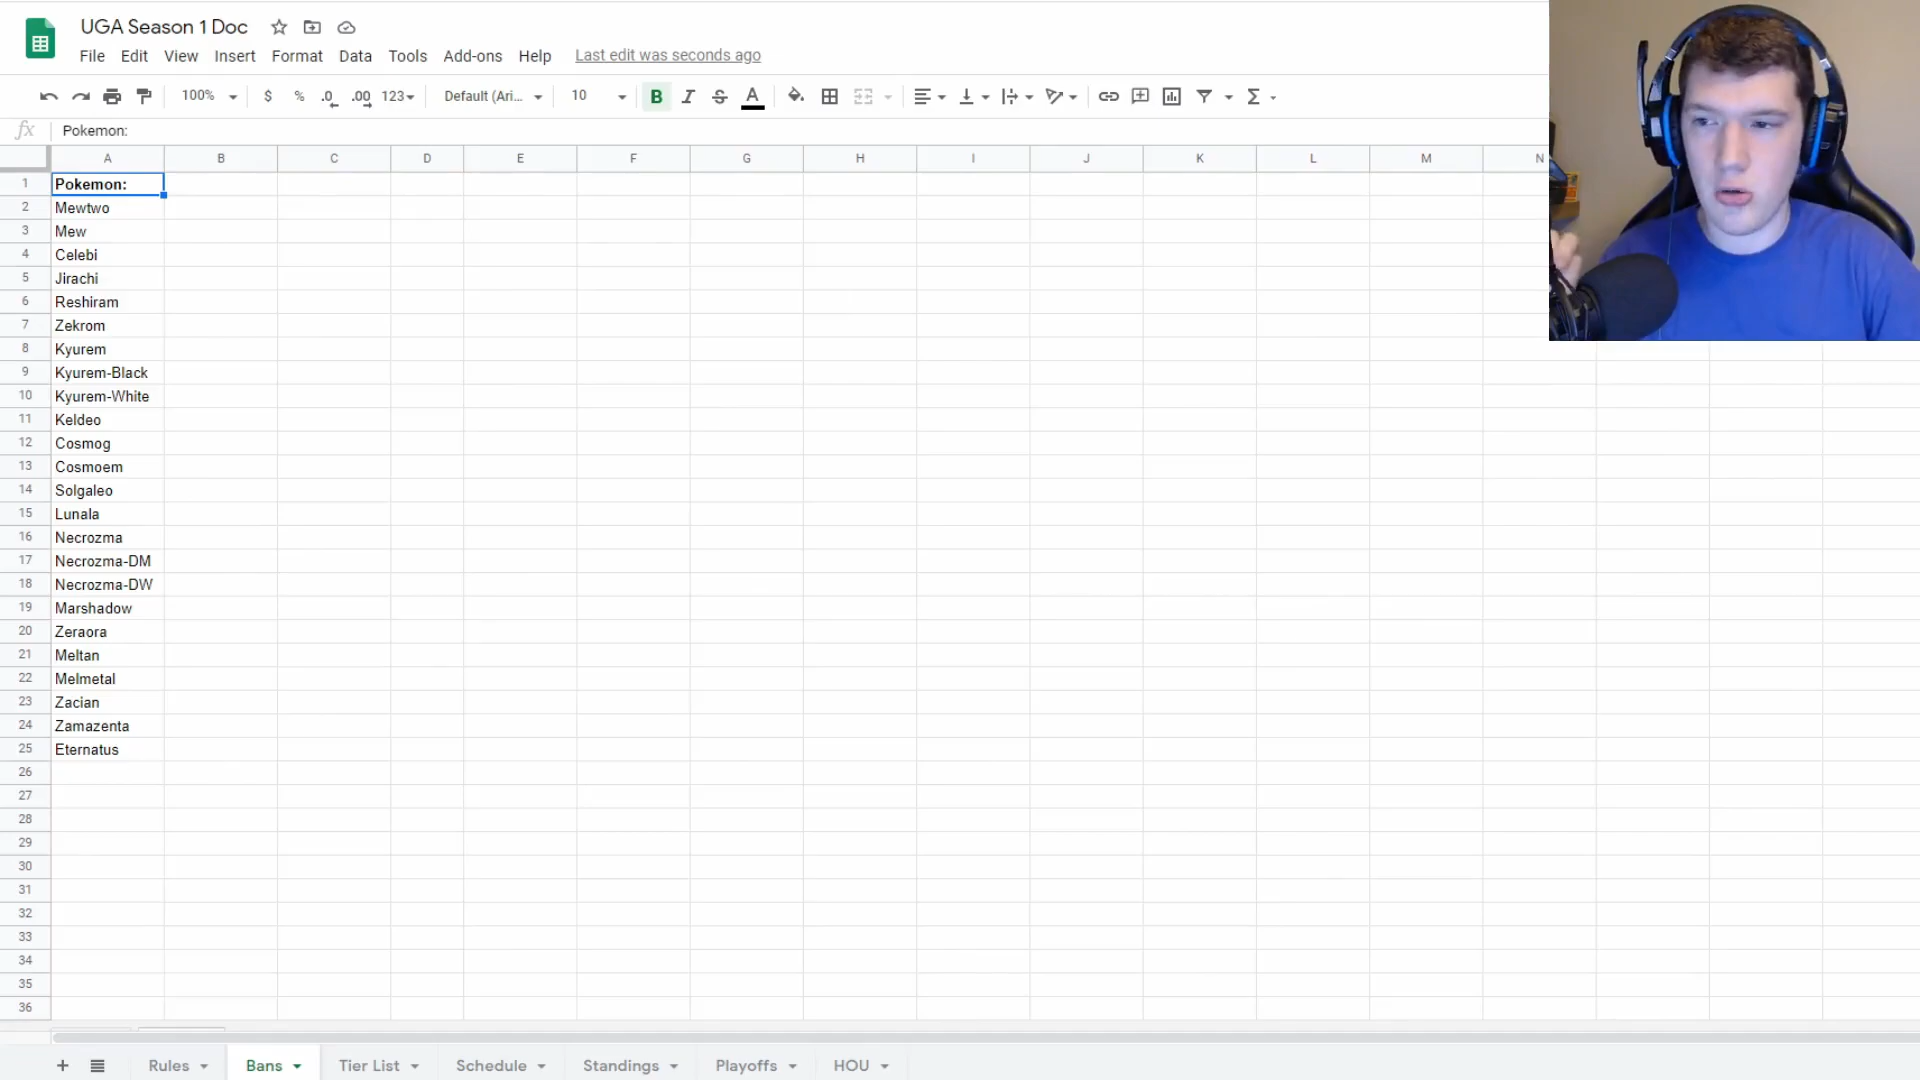 UGA Season 1 Doc
File Edit View Insert Format Data Tools Add-ons Help Last edit was seconds ago
100% $ % .0 .00 123 Default (Ari... 10 B I S A Σ
fx Pokemon:
A B C D E F G H I J K L M N
1 Pokemon:
2 Mewtwo
3 Mew
4 Celebi
5 Jirachi
6 Reshiram
7 Zekrom
8 Kyurem
9 Kyurem-Black
10 Kyurem-White
11 Keldeo
12 Cosmog
13 Cosmoem
14 Solgaleo
15 Lunala
16 Necrozma
17 Necrozma-DM
18 Necrozma-DW
19 Marshadow
20 Zeraora
21 Meltan
22 Melmetal
23 Zacian
24 Zamazenta
25 Eternatus
26
27
28
29
30
31
32
33
34
35
36
+ Rules Bans Tier List Schedule Standings Playoffs HOU